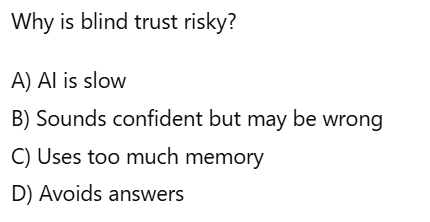 Why is blind trust risky?
A) AI is slow
B) Sounds confident but may be wrong
C) Uses too much memory
D) Avoids answers